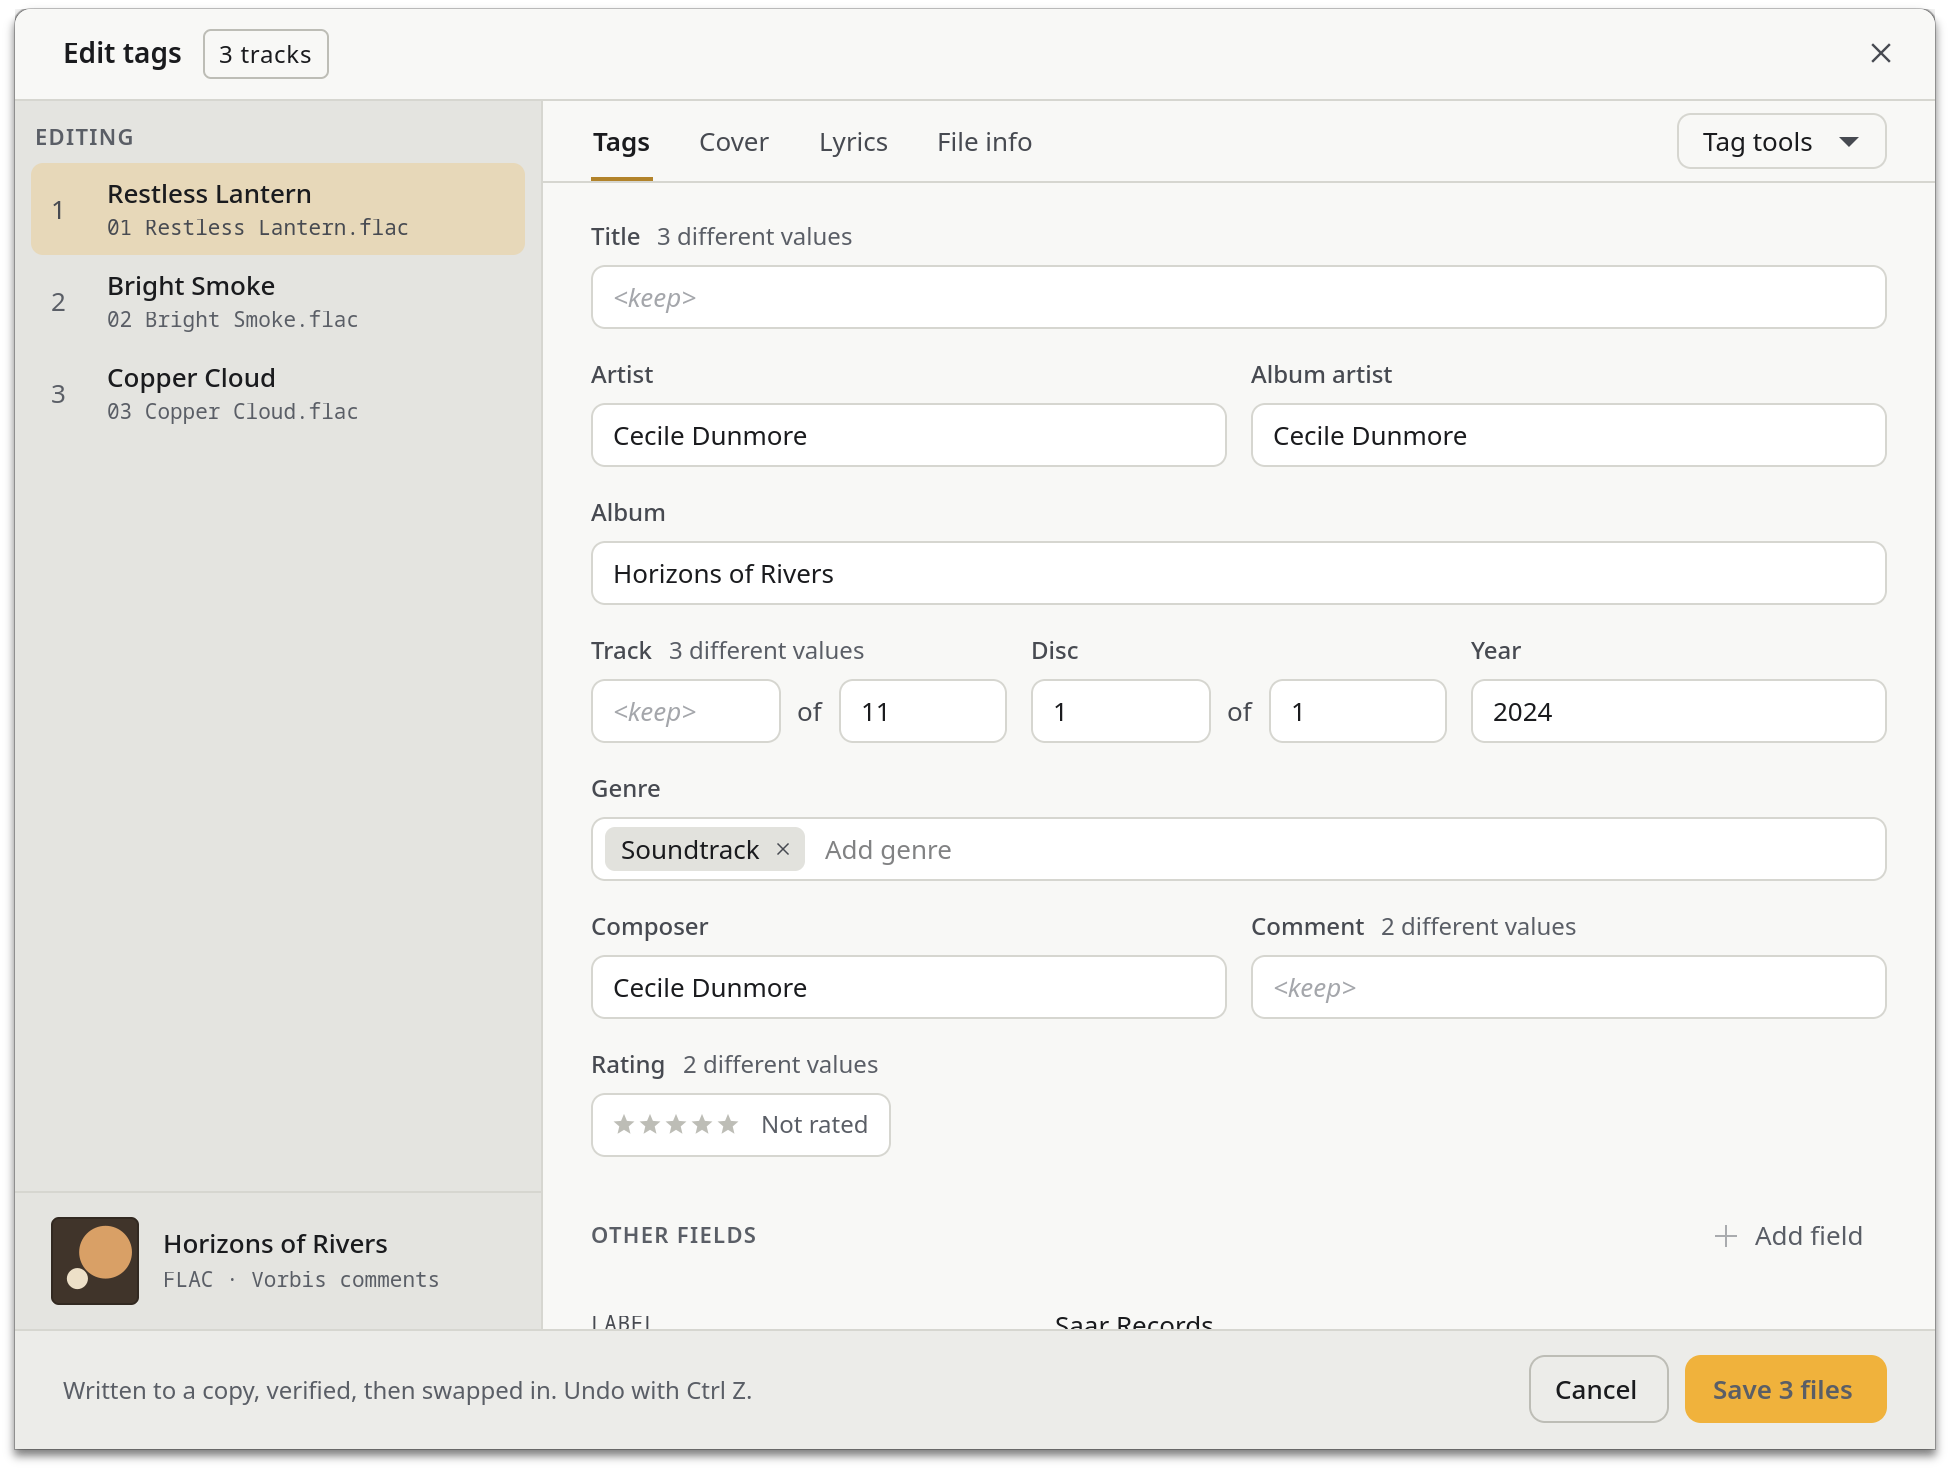 Edit tags 3 tracks
EDITING
1 Restless Lantern
01 Restless Lantern.flac
2 Bright Smoke
02 Bright Smoke.flac
3 Copper Cloud
03 Copper Cloud.flac
Horizons of Rivers
FLAC · Vorbis comments
Tags Cover Lyrics File info Tag tools
Title 3 different values
<keep>
Artist Album artist
Cecile Dunmore Cecile Dunmore
Album
Horizons of Rivers
Track 3 different values Disc Year
<keep> of 11 1 of 1 2024
Genre
Soundtrack × Add genre
Composer Comment 2 different values
Cecile Dunmore <keep>
Rating 2 different values
★★★★★ Not rated
OTHER FIELDS + Add field
LABEL Saar Records
Written to a copy, verified, then swapped in. Undo with Ctrl Z.
Cancel Save 3 files